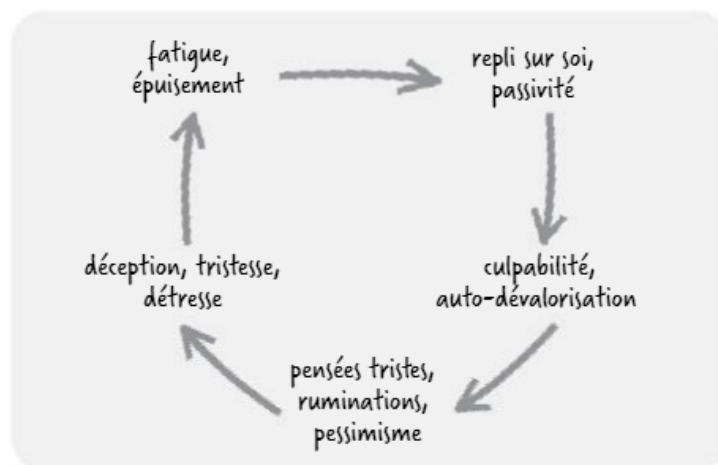 fatigue,
épuisement
repli sur soi,
passivité
culpabilité,
auto-dévalorisation
pensées tristes,
ruminations,
pessimisme
déception, tristesse,
détresse